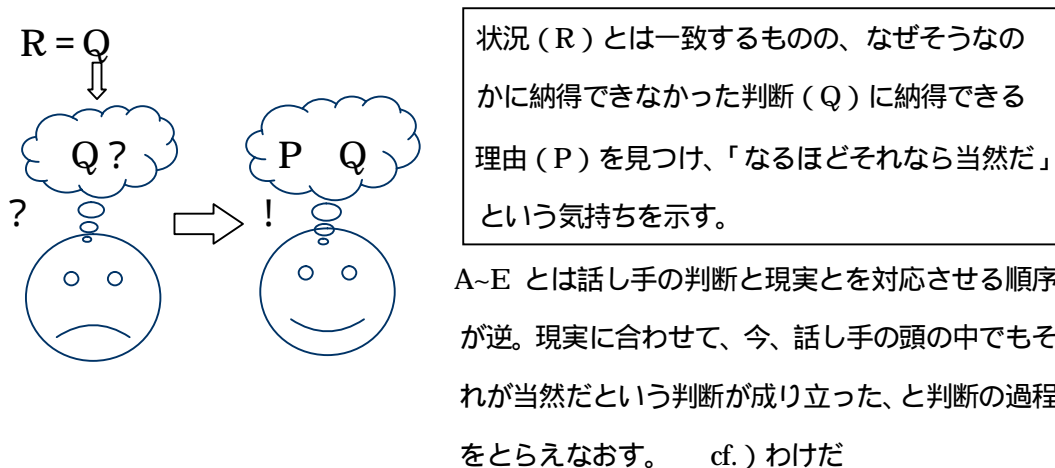 R = Q
Q ?
?
P Q
!
状況 ( R ) とは一致するものの、なぜそうなの
かに納得できなかった判断 ( Q ) に納得できる
理由 ( P ) を見つけ、「なるほどそれなら当然だ」
という気持ちを示す。
A~E とは話し手の判断と現実とを対応させる順序
が逆。現実に合わせて、今、話し手の頭の中でもそ
れが当然だという判断が成り立った、と判断の過程
をとらえなおす。 cf. ) わけだ